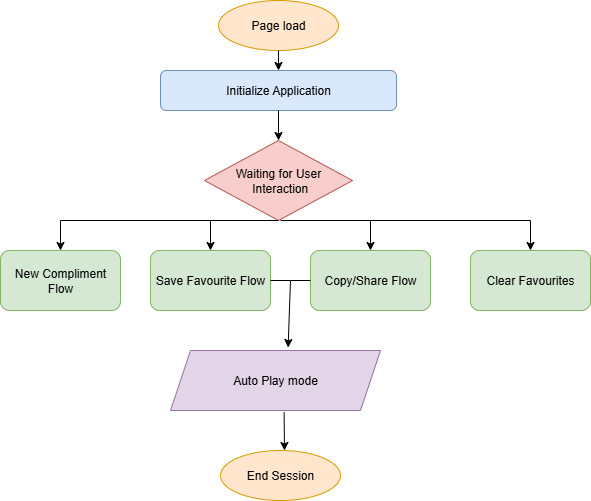 Page load
Initialize Application
Waiting for User
Interaction
New Compliment
Flow
Save Favourite Flow
Copy/Share Flow
Clear Favourites
Auto Play mode
End Session